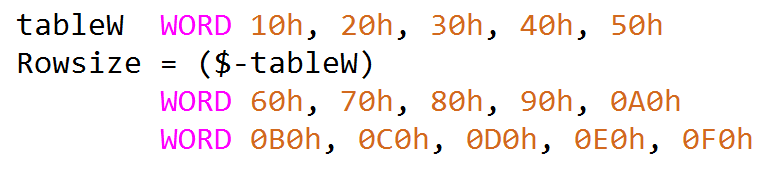 tableW WORD 10h, 20h, 30h, 40h, 50h
Rowsize = ($-tableW)
WORD 60h, 70h, 80h, 90h, 0A0h
WORD 0B0h, 0C0h, 0D0h, 0E0h, 0F0h